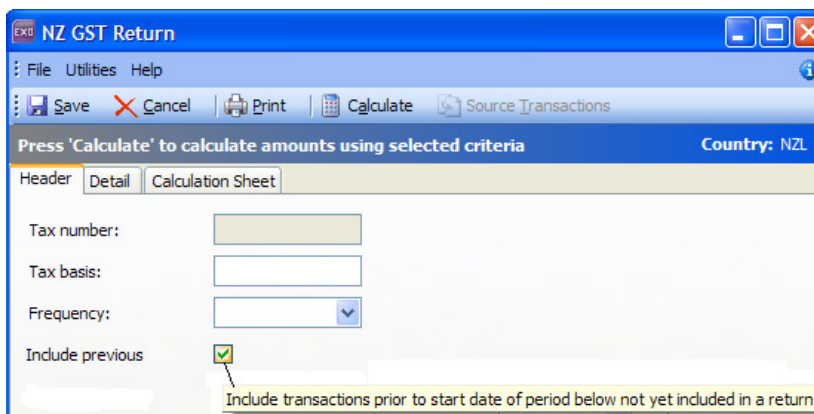 EXO NZ GST Return
File Utilities Help
Save Cancel Print Calculate Source Transactions
Press 'Calculate' to calculate amounts using selected criteria Country: NZL
Header Detail Calculation Sheet
Tax number:
Tax basis:
Frequency:
Include previous
Include transactions prior to start date of period below not yet included in a return